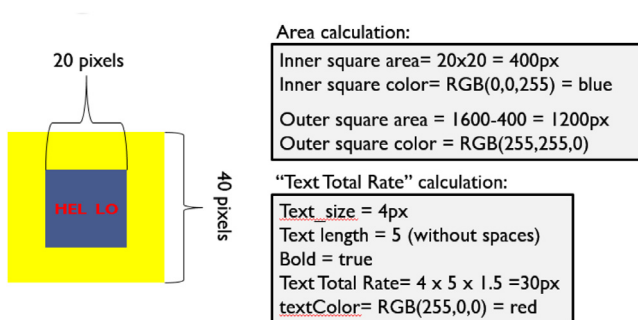 20 pixels
HEL LO
40 pixels
Area calculation:
Inner square area= 20x20 = 400px
Inner square color= RGB(0,0,255) = blue
Outer square area = 1600-400 = 1200px
Outer square color = RGB(255,255,0)
“Text Total Rate” calculation:
Text_size = 4px
Text length = 5 (without spaces)
Bold = true
Text Total Rate= 4 x 5 x 1.5 =30px
textColor= RGB(255,0,0) = red